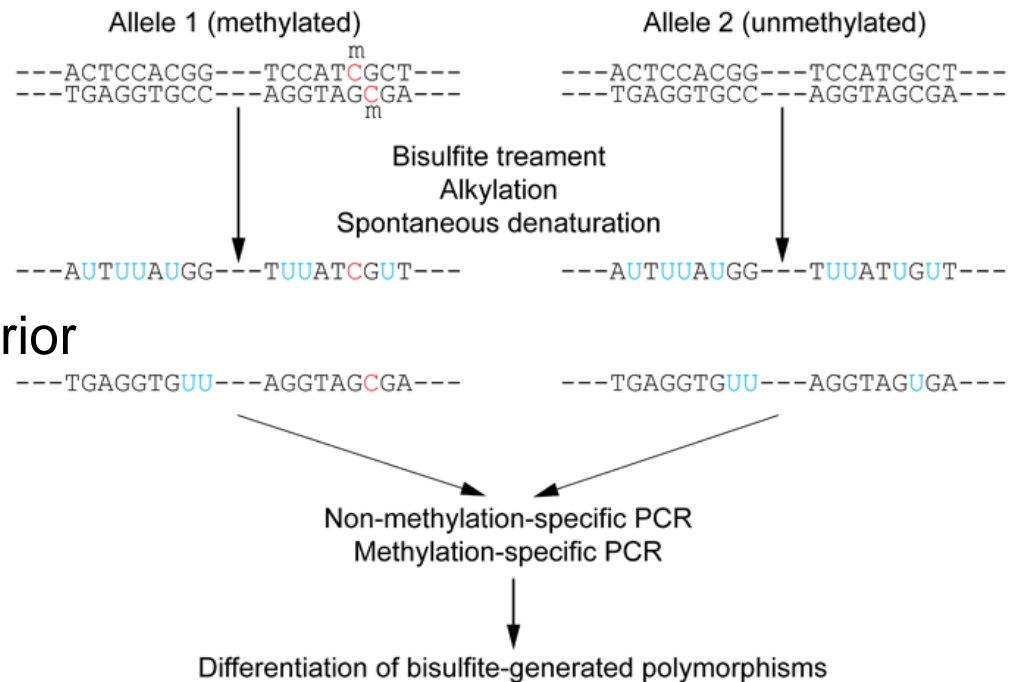 Allele 1 (methylated) Allele 2 (unmethylated)
m
---ACTCCACGG---TCCATCGCT--- ---ACTCCACGG---TCCATCGCT---
---TGAGGTGCC---AGGTAGCGA--- ---TGAGGTGCC---AGGTAGCGA---
m
Bisulfite treament
Alkylation
Spontaneous denaturation
---AUTUUAUGG---TUUATCGUT--- ---AUTUUAUGG---TUUATUGUT---
rior
---TGAGGTGUU---AGGTAGCGA--- ---TGAGGTGUU---AGGTAGUGA---
Non-methylation-specific PCR
Methylation-specific PCR
Differentiation of bisulfite-generated polymorphisms